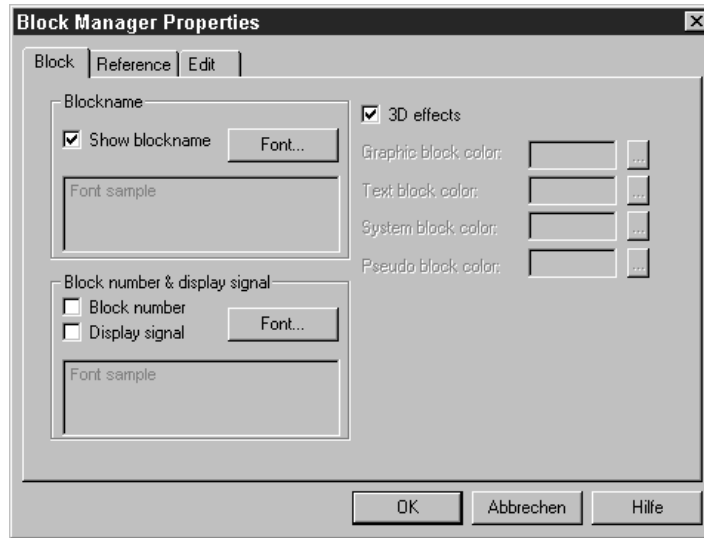 Block Manager Properties
Block Reference Edit
Blockname
Show blockname Font...
Font sample
Block number & display signal
Block number
Display signal
Font...
Font sample
3D effects
Graphic block color: ...
Text block color: ...
System block color: ...
Pseudo block color: ...
OK Abbrechen Hilfe